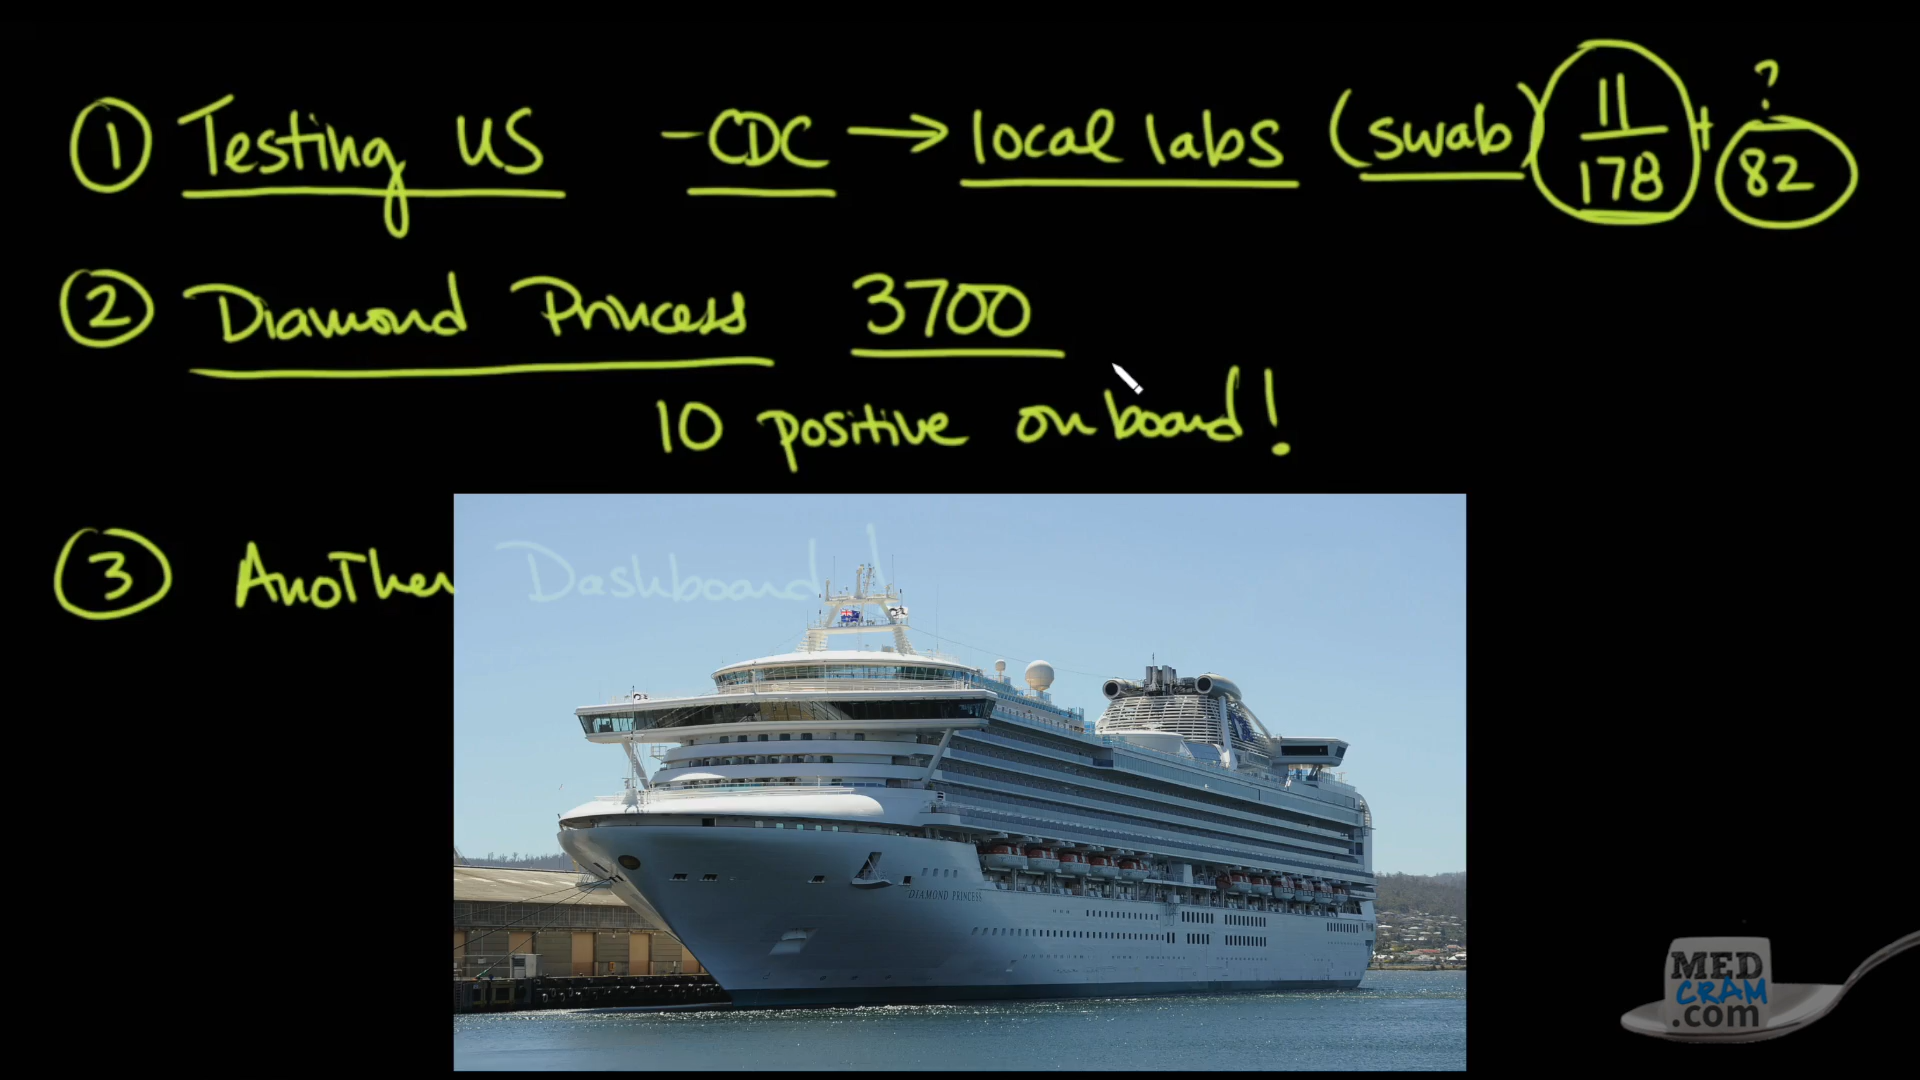 ① Testing US - CDC → local labs (swab) 11/178 + ?/82
② Diamond Princess 3700
10 positive on board!
③ Another Dashboard!
DIAMOND PRINCESS
MED
CRAM
.com